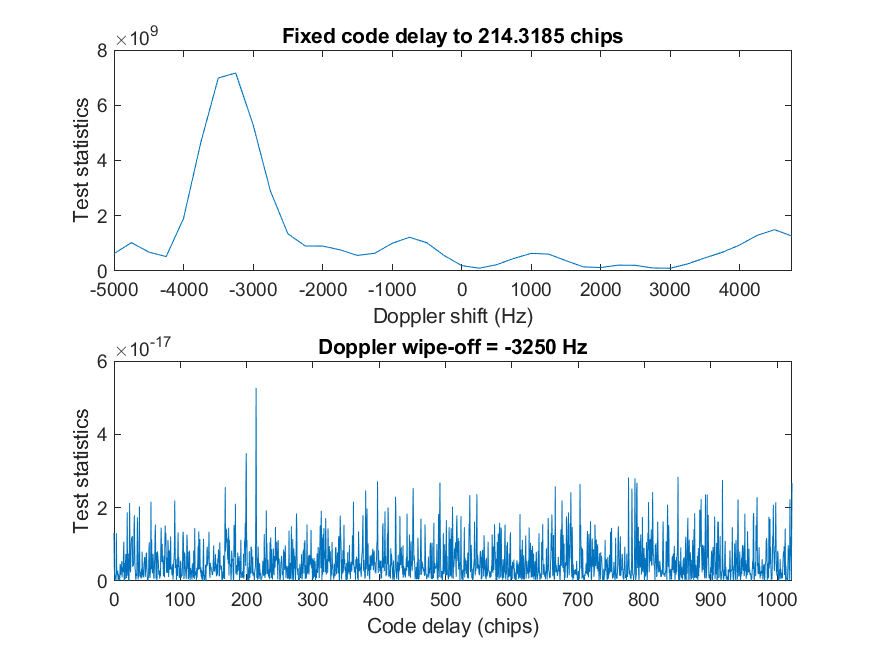 ×10^9
Fixed code delay to 214.3185 chips
8
6
4
2
0
Test statistics
-5000 -4000 -3000 -2000 -1000 0 1000 2000 3000 4000
Doppler shift (Hz)
×10^-17
Doppler wipe-off = -3250 Hz
6
4
2
0
Test statistics
0 100 200 300 400 500 600 700 800 900 1000
Code delay (chips)